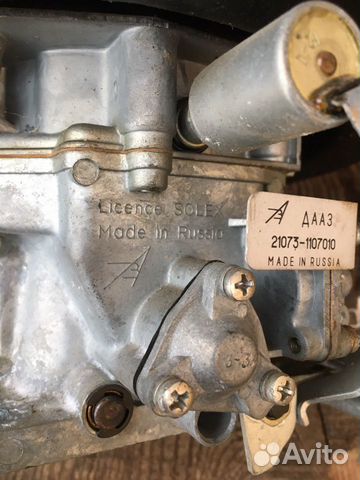 Licence SOLEX
Made in Russia
ДААЗ
21073-1107010
MADE IN RUSSIA
Avito